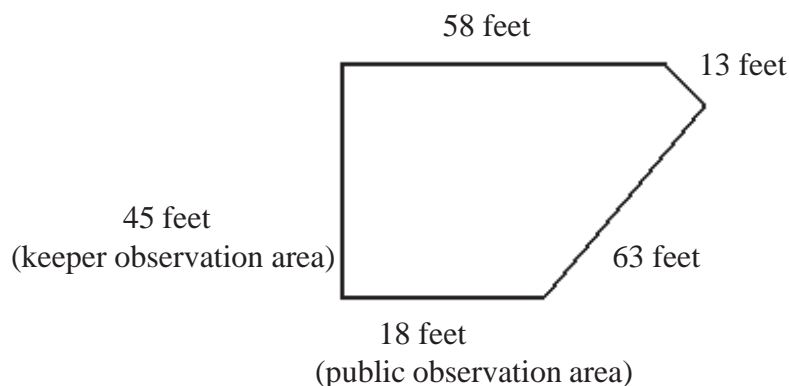 58 feet
13 feet
45 feet
(keeper observation area)
63 feet
18 feet
(public observation area)